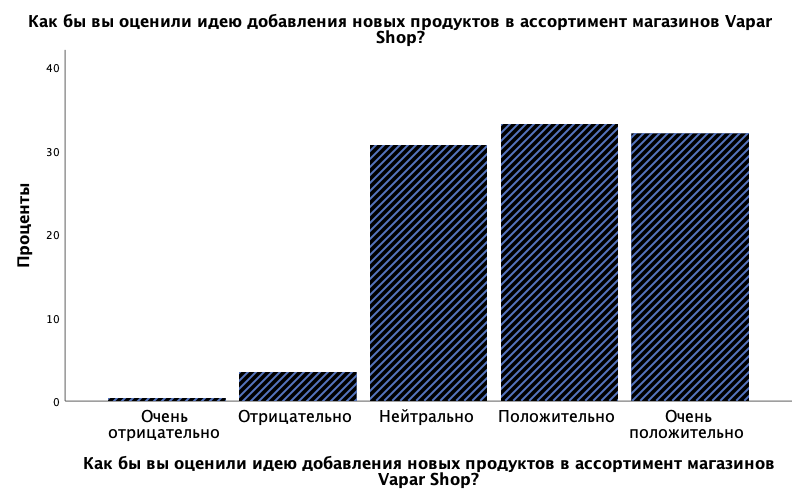 Как бы вы оценили идею добавления новых продуктов в ассортимент магазинов Vapar
Shop?
Проценты
40
30
20
10
0
Очень
отрицательно
Отрицательно
Нейтрально
Положительно
Очень
положительно
Как бы вы оценили идею добавления новых продуктов в ассортимент магазинов
Vapar Shop?